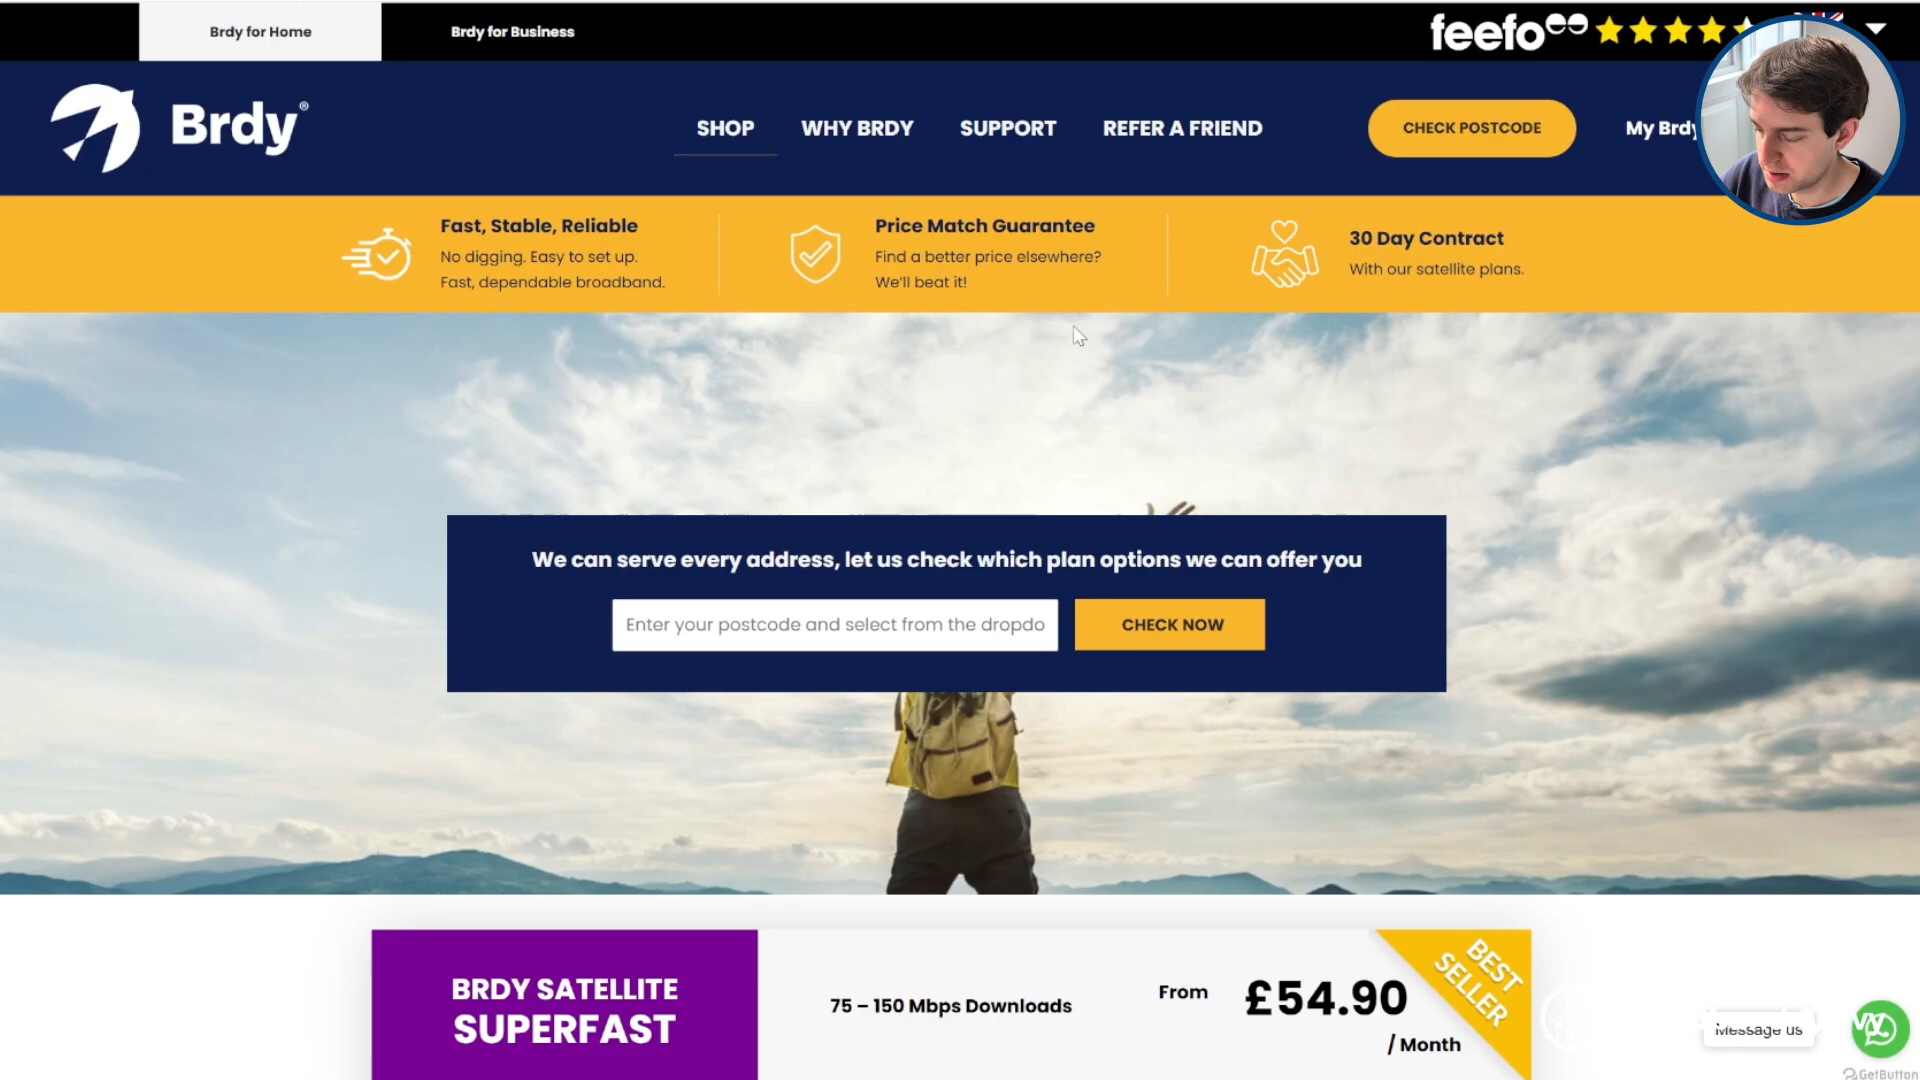 Brdy for Home
Brdy for Business
feefo
Brdy®
SHOP
WHY BRDY
SUPPORT
REFER A FRIEND
CHECK POSTCODE
My Brdy
Fast, Stable, Reliable
No digging. Easy to set up.
Fast, dependable broadband.
Price Match Guarantee
Find a better price elsewhere?
We'll beat it!
30 Day Contract
With our satellite plans.
We can serve every address, let us check which plan options we can offer you
Enter your postcode and select from the dropdo
CHECK NOW
BRDY SATELLITE
SUPERFAST
75 – 150 Mbps Downloads
From
£54.90
/ Month
BEST
SELLER
Message us
GetButton